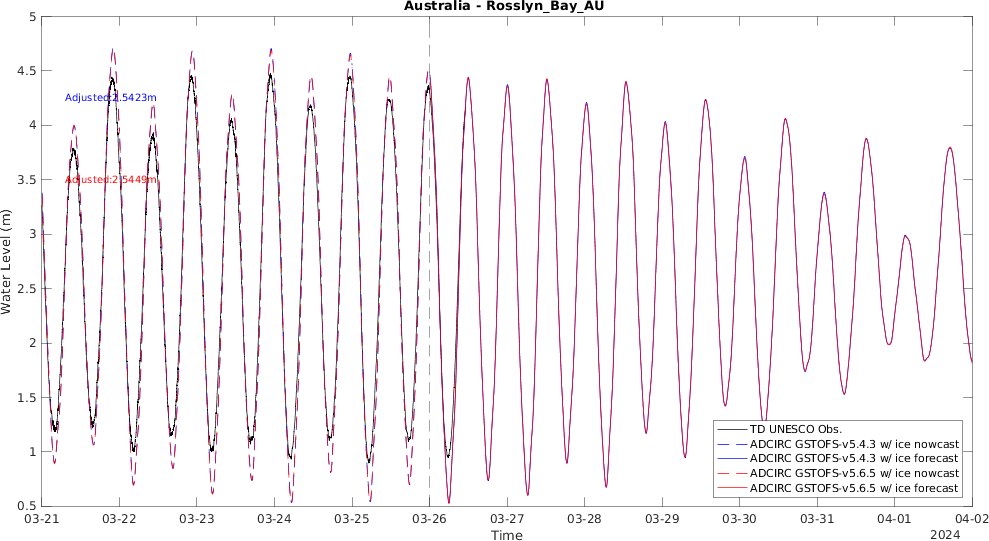 Australia - Rosslyn_Bay_AU
5
4.5
4
3.5
3
2.5
2
1.5
1
0.5
Water Level (m)
Adjusted:2.5423m
Adjusted:2.5449m
TD UNESCO Obs.
ADCIRC GSTOFS-v5.4.3 w/ ice nowcast
ADCIRC GSTOFS-v5.4.3 w/ ice forecast
ADCIRC GSTOFS-v5.6.5 w/ ice nowcast
ADCIRC GSTOFS-v5.6.5 w/ ice forecast
03-21 03-22 03-23 03-24 03-25 03-26 03-27 03-28 03-29 03-30 03-31 04-01 04-02
Time
2024